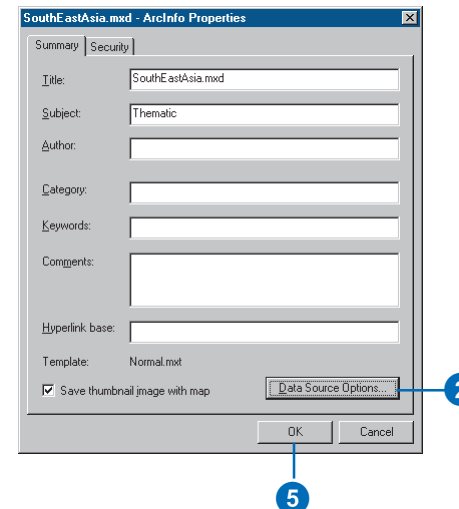 SouthEastAsia.mxd - ArcInfo Properties
Summary Security
Title: SouthEastAsia.mxd
Subject: Thematic
Author:
Category:
Keywords:
Comments:
Hyperlink base:
Template: Normal.mxt
Save thumbnail image with map Data Source Options...
2
OK Cancel
5